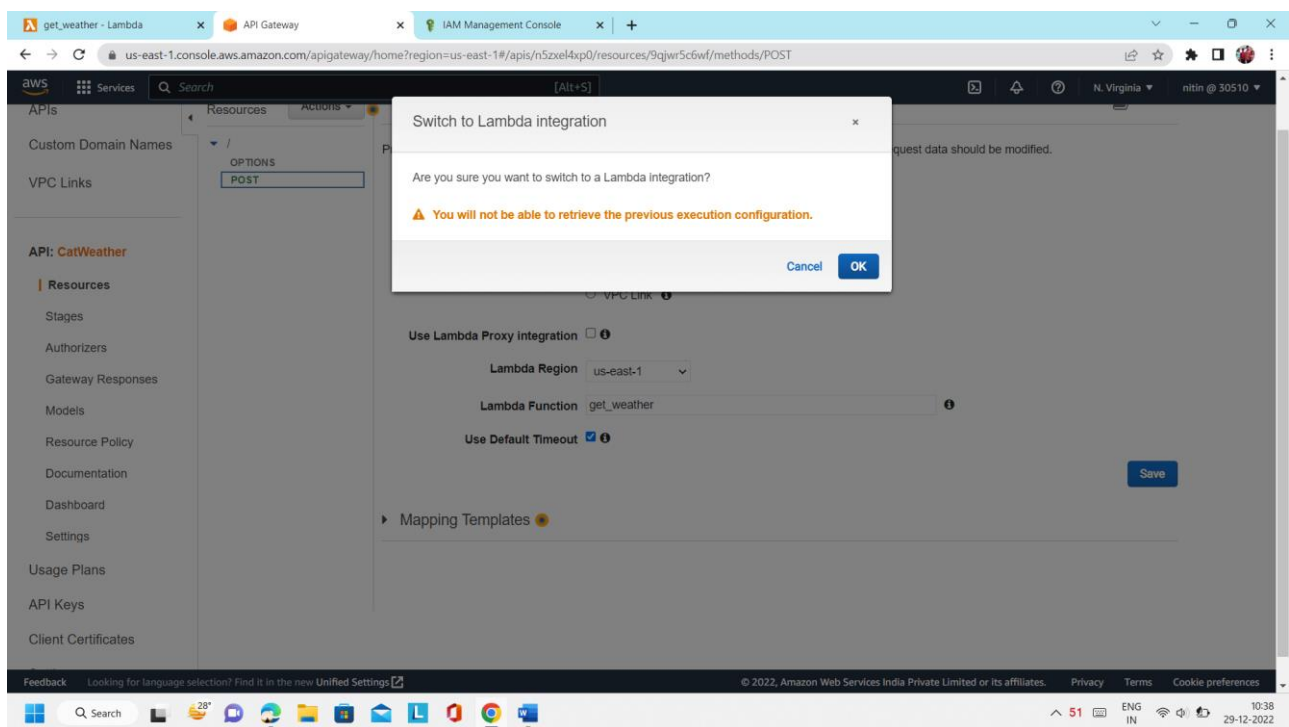 get_weather - Lambda
API Gateway
IAM Management Console
us-east-1.console.aws.amazon.com/apigateway/home?region=us-east-1#/apis/n5zxel4xp0/resources/9qjwr5c6wf/methods/POST
aws
Services
Search
[Alt+S]
N. Virginia
nitin @ 30510
APIs
Custom Domain Names
VPC Links
API: CatWeather
Resources
Stages
Authorizers
Gateway Responses
Models
Resource Policy
Documentation
Dashboard
Settings
Usage Plans
API Keys
Client Certificates
Resources
Actions
/
OPTIONS
POST
Switch to Lambda integration
Are you sure you want to switch to a Lambda integration?
You will not be able to retrieve the previous execution configuration.
Cancel
OK
quest data should be modified.
VPC Link
Use Lambda Proxy integration
Lambda Region us-east-1
Lambda Function get_weather
Use Default Timeout
Save
Mapping Templates
Feedback Looking for language selection? Find it in the new Unified Settings
© 2022, Amazon Web Services India Private Limited or its affiliates. Privacy Terms Cookie preferences
Search
28°
51
ENG
IN
10:38
29-12-2022